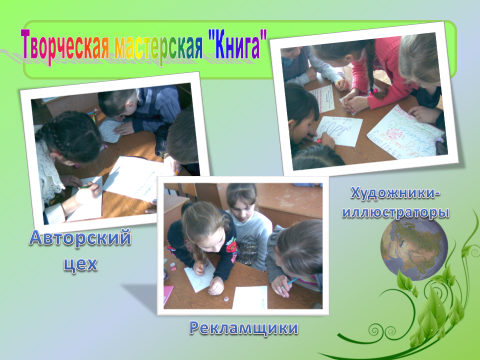 Творческая мастерская "Книга"
Художники-
иллюстраторы
Авторский
цех
Рекламщики